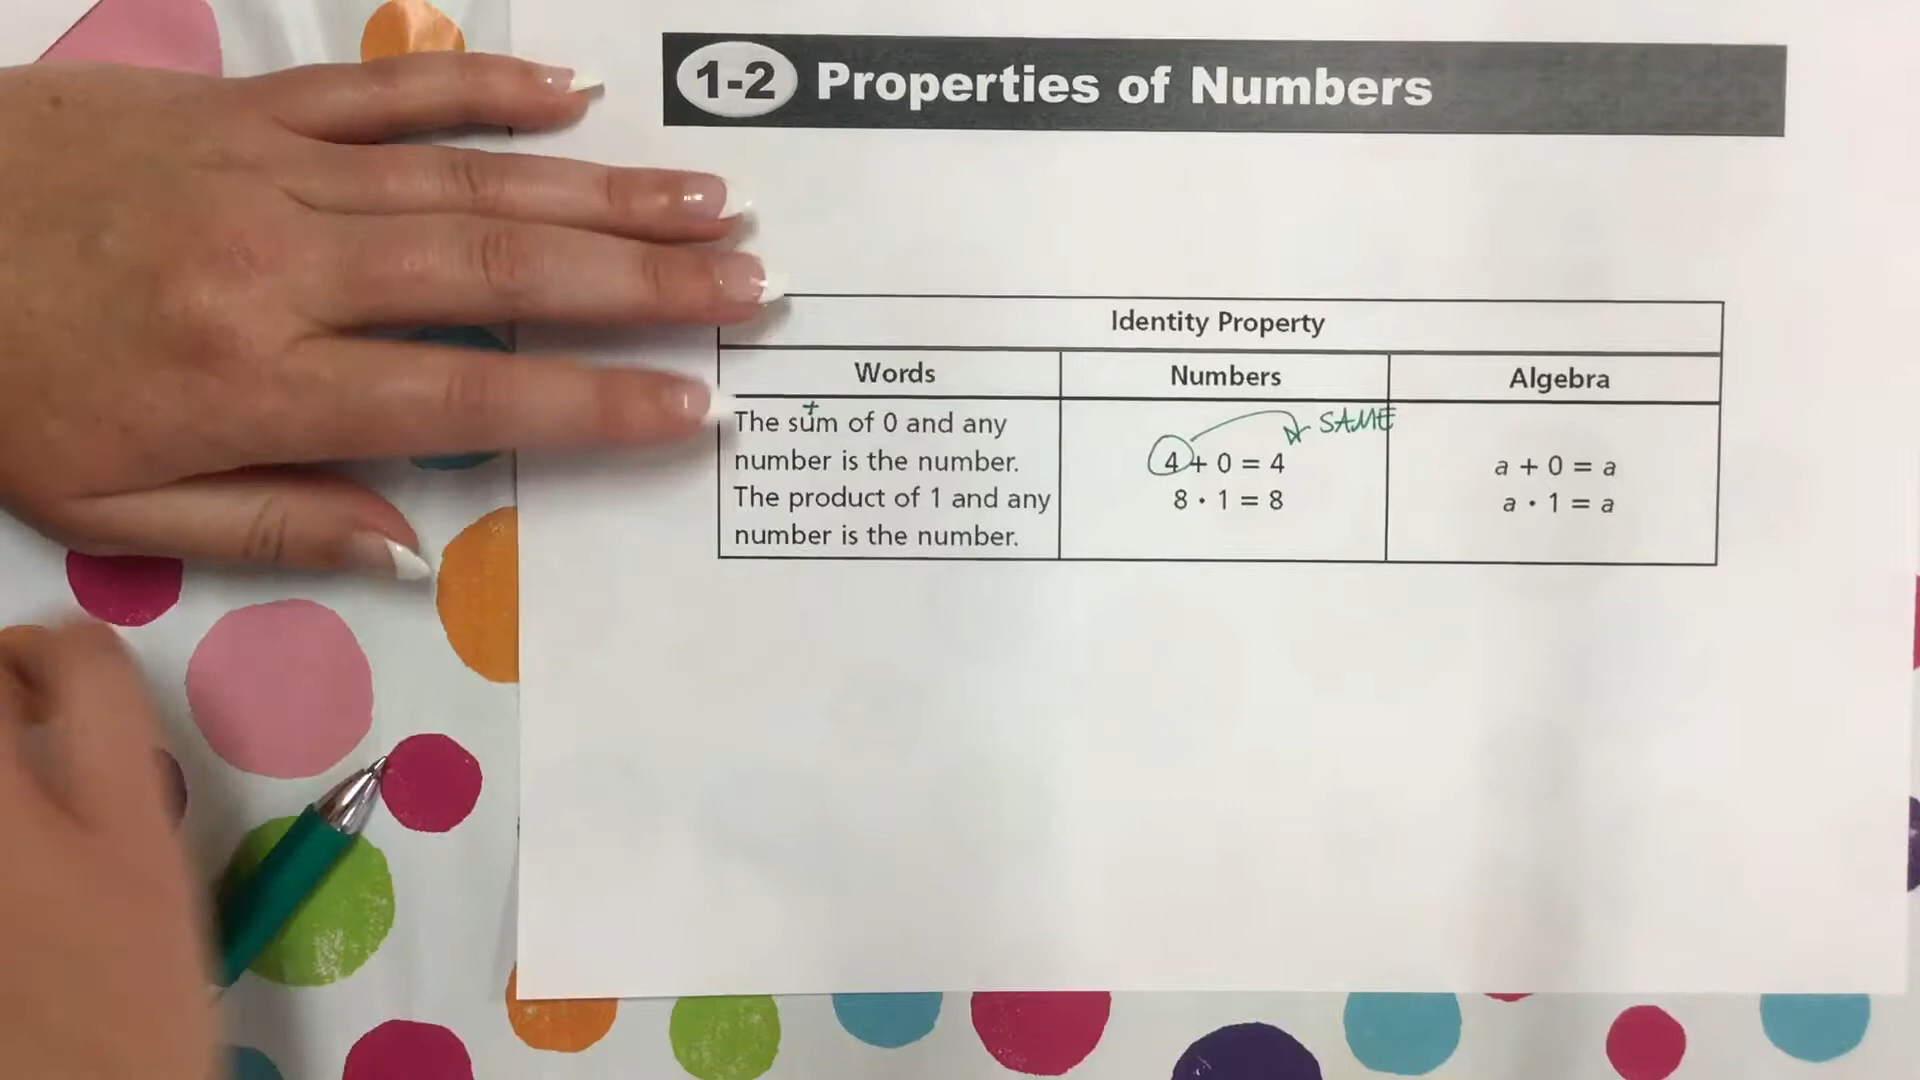 1-2 Properties of Numbers
Identity Property
Words Numbers Algebra
+
The sum of 0 and any
number is the number.
The product of 1 and any
number is the number.
SAME
4 + 0 = 4
8 · 1 = 8
a + 0 = a
a · 1 = a